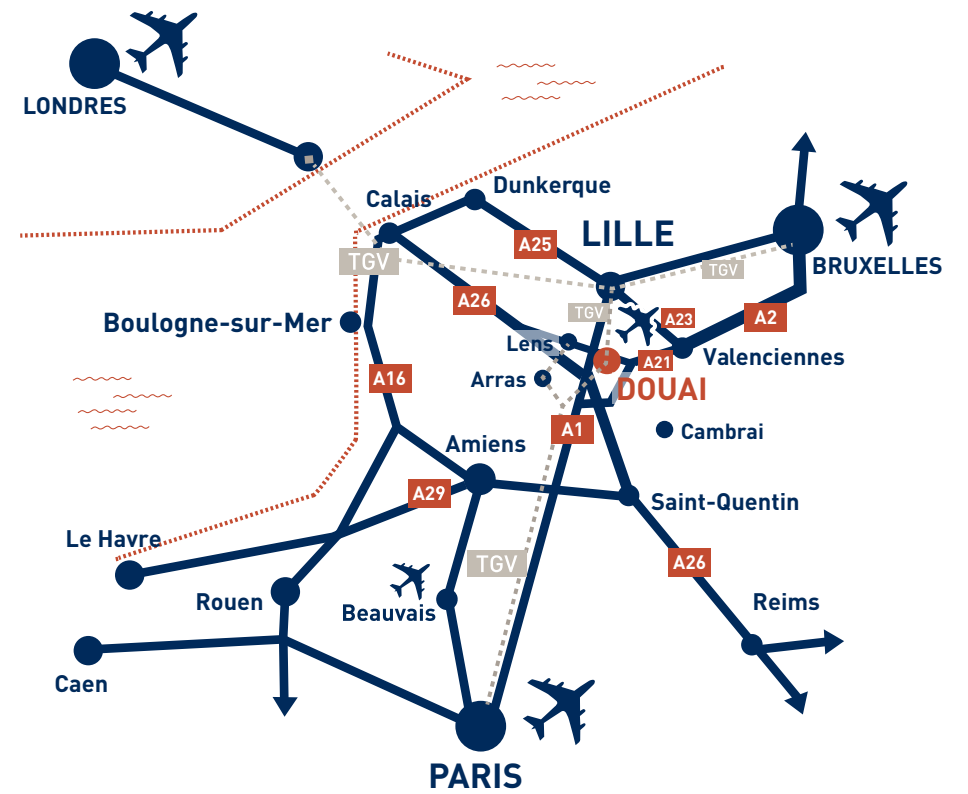 LONDRES
Calais
Dunkerque
LILLE
A25
TGV
TGV
BRUXELLES
A26
TGV
A23
A2
Boulogne-sur-Mer
Lens
A21
Valenciennes
Arras
A16
DOUAI
A1
Cambrai
Amiens
A29
Saint-Quentin
Le Havre
TGV
A26
Rouen
Beauvais
Reims
Caen
PARIS